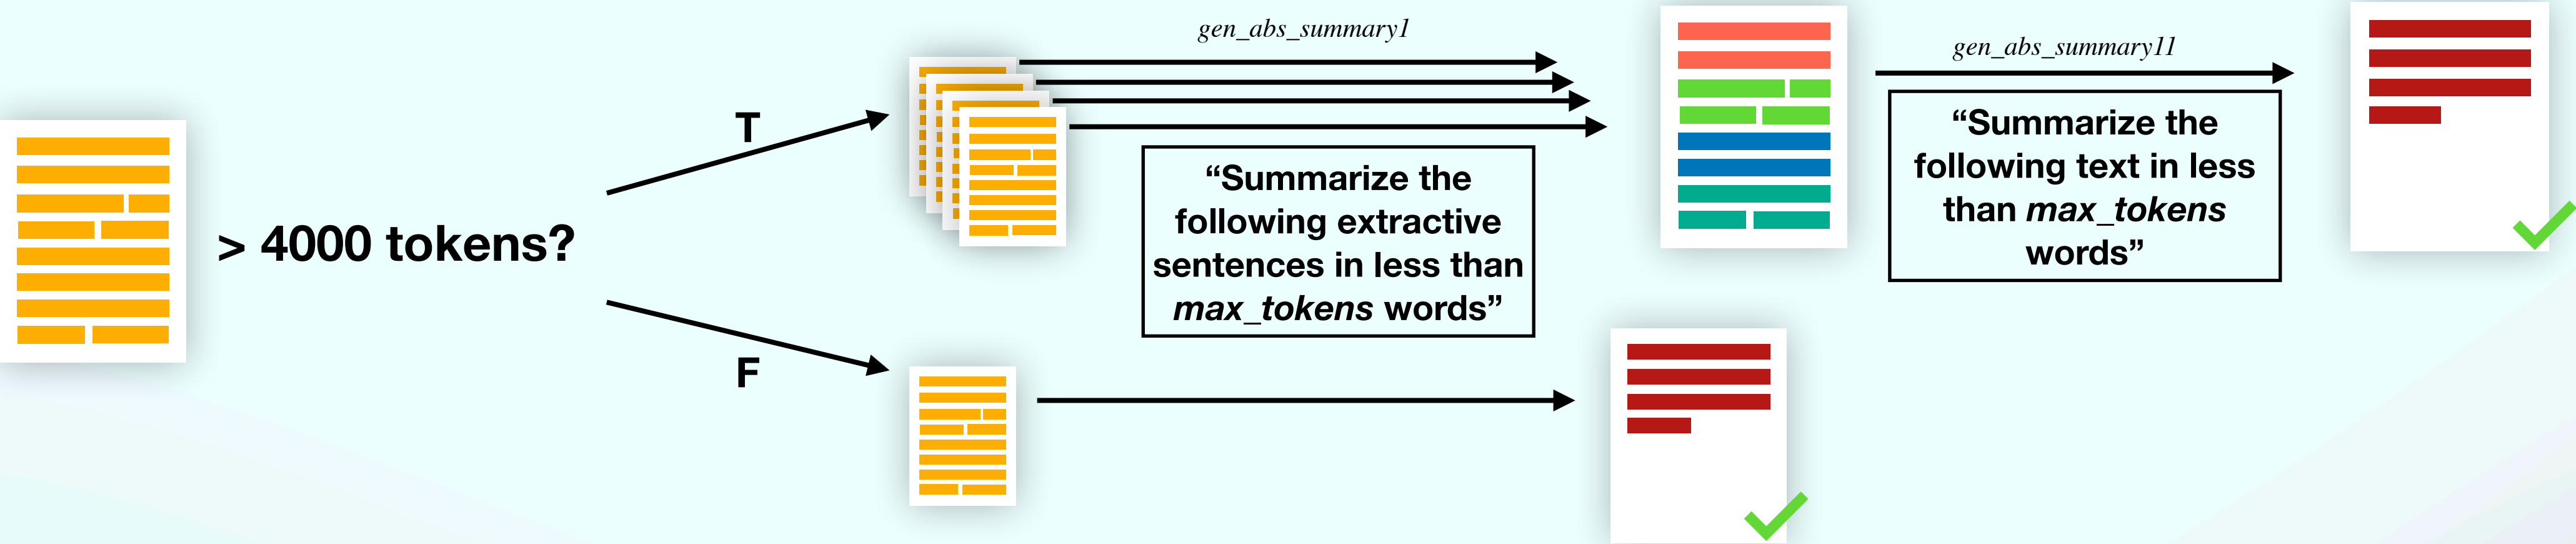 > 4000 tokens?
T
F
gen_abs_summary1
“Summarize the
following extractive
sentences in less than
max_tokens words”
gen_abs_summary11
“Summarize the
following text in less
than max_tokens
words”